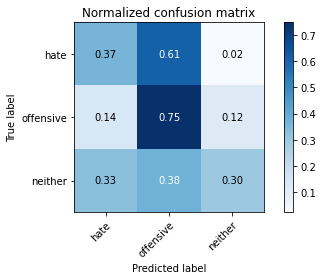 Normalized confusion matrix
True label
hate
0.37 0.61 0.02
offensive
0.14 0.75 0.12
neither
0.33 0.38 0.30
hate
offensive
neither
Predicted label
0.7
0.6
0.5
0.4
0.3
0.2
0.1